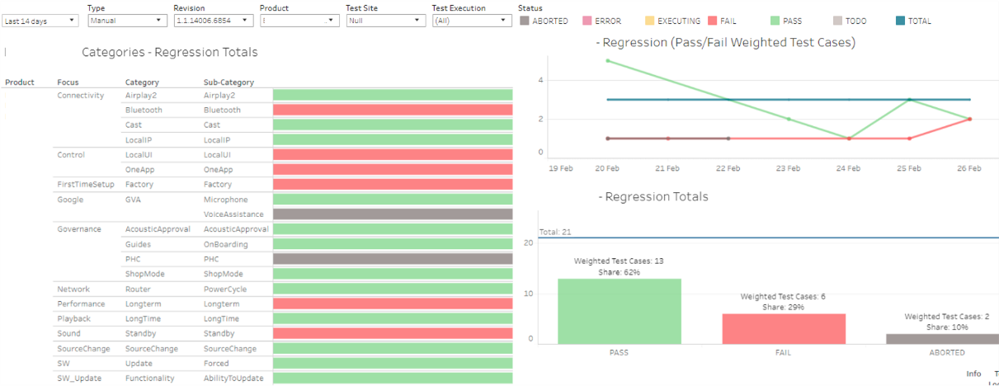 Type Revision Product Test Site Test Execution Status
Last 14 days Manual 1.1.14006.6854 Null (All) ABORTED ERROR EXECUTING FAIL PASS TODO TOTAL
Categories - Regression Totals
Product Focus Category Sub-Category
Connectivity Airplay2 Airplay2
Bluetooth Bluetooth
Cast Cast
LocalIP LocalIP
Control LocalUI LocalUI
OneApp OneApp
FirstTimeSetup Factory Factory
Google GVA Microphone
VoiceAssistance
Governance AcousticApproval AcousticApproval
Guides OnBoarding
PHC PHC
ShopMode ShopMode
Network Router PowerCycle
Performance Longterm Longterm
Playback LongTime LongTime
Sound Standby Standby
SourceChange SourceChange SourceChange
SW Update Forced
SW_Update Functionality AbilityToUpdate
- Regression (Pass/Fail Weighted Test Cases)
4
2
0
19 Feb 20 Feb 21 Feb 22 Feb 23 Feb 24 Feb 25 Feb 26 Feb
- Regression Totals
Total: 21
20
10
0
Weighted Test Cases: 13
Share: 62%
Weighted Test Cases: 6
Share: 29%
Weighted Test Cases: 2
Share: 10%
PASS FAIL ABORTED
Info